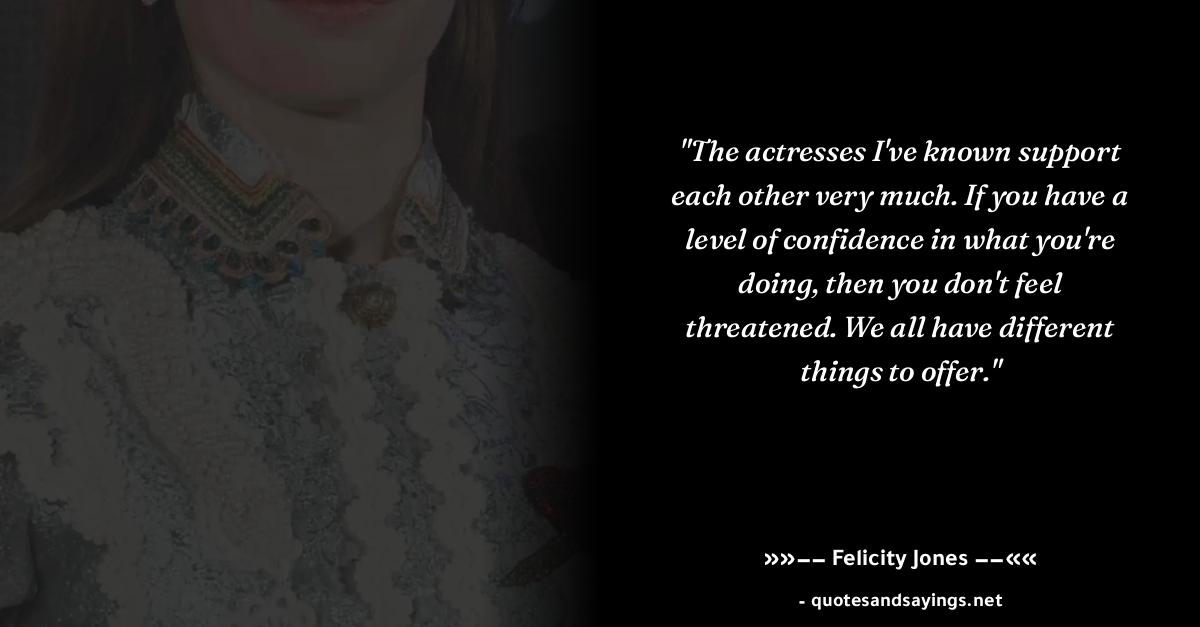 "The actresses I've known support
each other very much. If you have a
level of confidence in what you're
doing, then you don't feel
threatened. We all have different
things to offer."
»»−− Felicity Jones −−««
- quotesandsayings.net